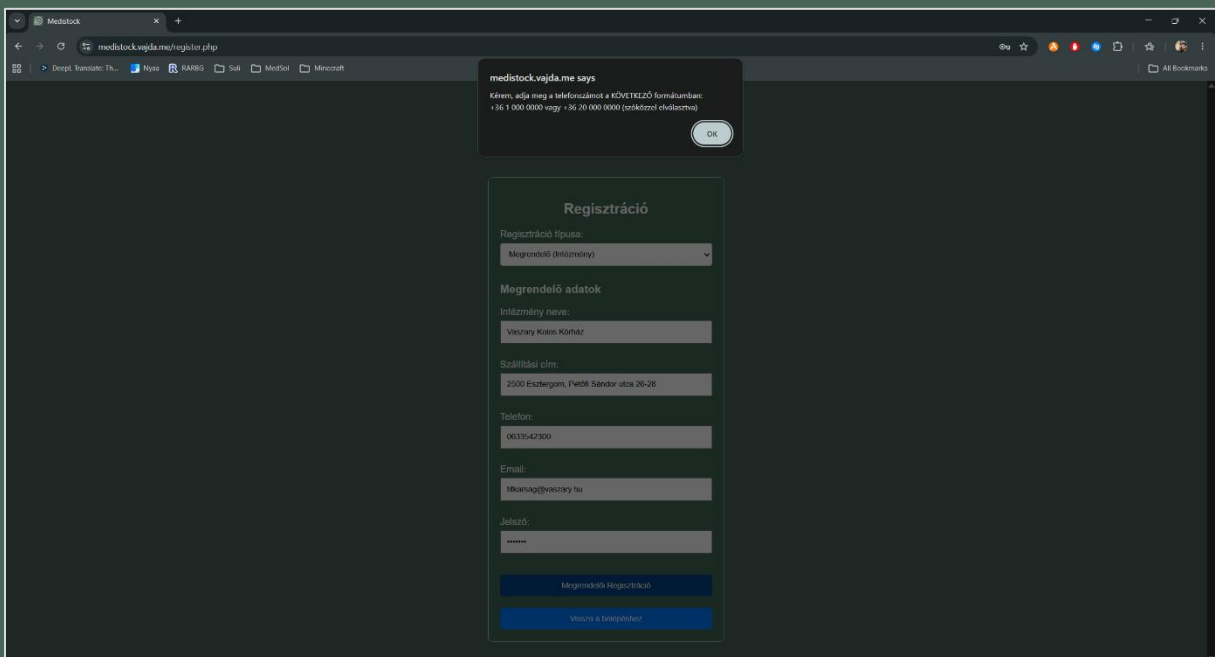 Medistock
medistock.vajda.me/register.php
DeepL Translate: Th...
Nyaa
RARBG
Suli
MedSol
Minecraft
All Bookmarks
medistock.vajda.me says
Kérem, adja meg a telefonszámot a KÖVETKEZŐ formátumban:
+36 1 000 0000 vagy +36 20 000 0000 (szóközzel elválasztva)
OK
Regisztráció
Regisztráció típusa:
Megrendelő (Intézmény)
Megrendelő adatok
Intézmény neve:
Vaszary Kolos Kórház
Szállítási cím:
2500 Esztergom, Petőfi Sándor utca 26-28
Telefon:
0633542300
Email:
titkarsag@vaszary.hu
Jelszó:
Megrendelői Regisztráció
Vissza a belépéshez